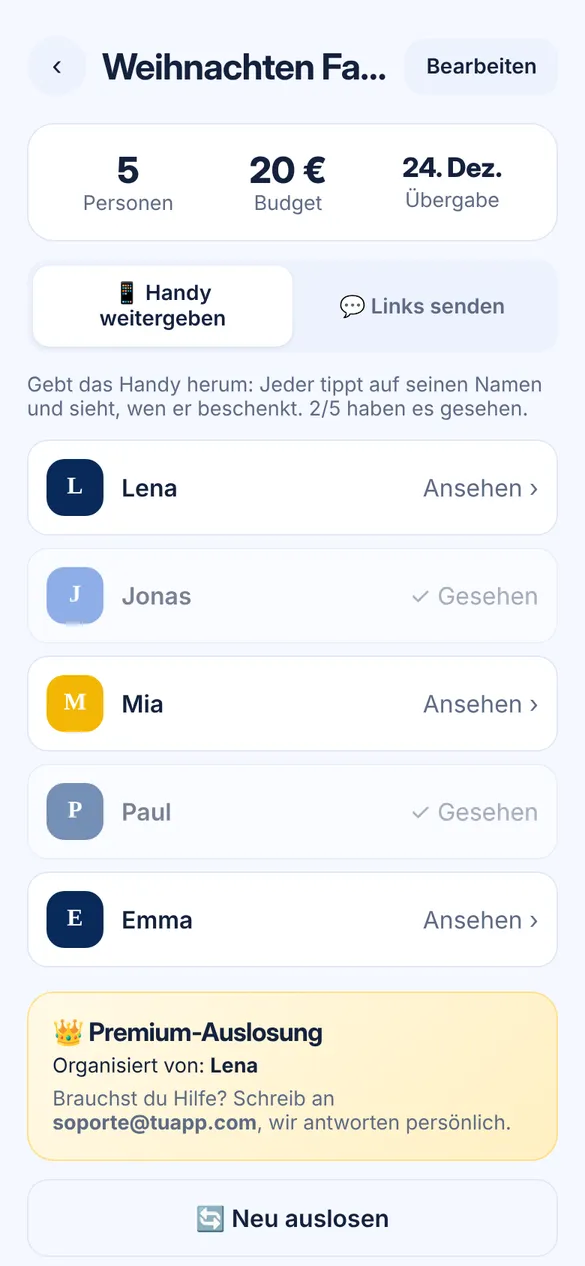 ‹ Weihnachten Fa... Bearbeiten
5 20 € 24. Dez.
Personen Budget Übergabe
📱 Handy
weitergeben
💬 Links senden
Gebt das Handy herum: Jeder tippt auf seinen Namen
und sieht, wen er beschenkt. 2/5 haben es gesehen.
L Lena Ansehen ›
J Jonas ✓ Gesehen
M Mia Ansehen ›
P Paul ✓ Gesehen
E Emma Ansehen ›
👑 Premium-Auslosung
Organisiert von: Lena
Brauchst du Hilfe? Schreib an
soporte@tuapp.com, wir antworten persönlich.
🔄 Neu auslosen